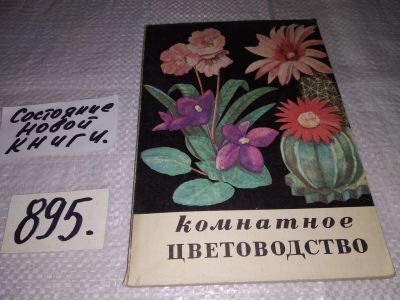 Состояние
новой
книги.
895.
комнатное
ЦВЕТОВОДСТВО